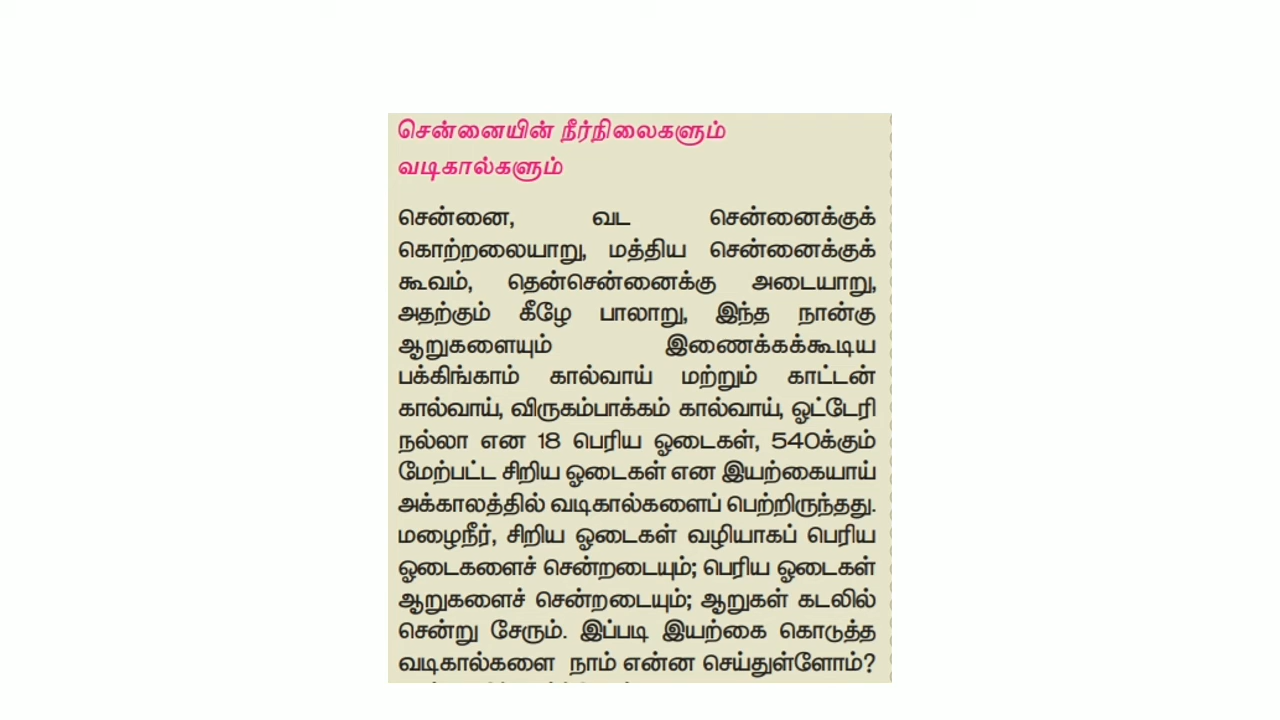 சென்னையின் நீர்நிலைகளும்
வடிகால்களும்
சென்னை, வட சென்னைக்குக்
கொற்றலையாறு, மத்திய சென்னைக்குக்
கூவம், தென்சென்னைக்கு அடையாறு,
அதற்கும் கீழே பாலாறு, இந்த நான்கு
ஆறுகளையும் இணைக்கக்கூடிய
பக்கிங்காம் கால்வாய் மற்றும் காட்டன்
கால்வாய், விருகம்பாக்கம் கால்வாய், ஓட்டேரி
நல்லா என 18 பெரிய ஓடைகள், 540க்கும்
மேற்பட்ட சிறிய ஓடைகள் என இயற்கையாய்
அக்காலத்தில் வடிகால்களைப் பெற்றிருந்தது.
மழைநீர், சிறிய ஓடைகள் வழியாகப் பெரிய
ஓடைகளைச் சென்றடையும்; பெரிய ஓடைகள்
ஆறுகளைச் சென்றடையும்; ஆறுகள் கடலில்
சென்று சேரும். இப்படி இயற்கை கொடுத்த
வடிகால்களை நாம் என்ன செய்துள்ளோம்?